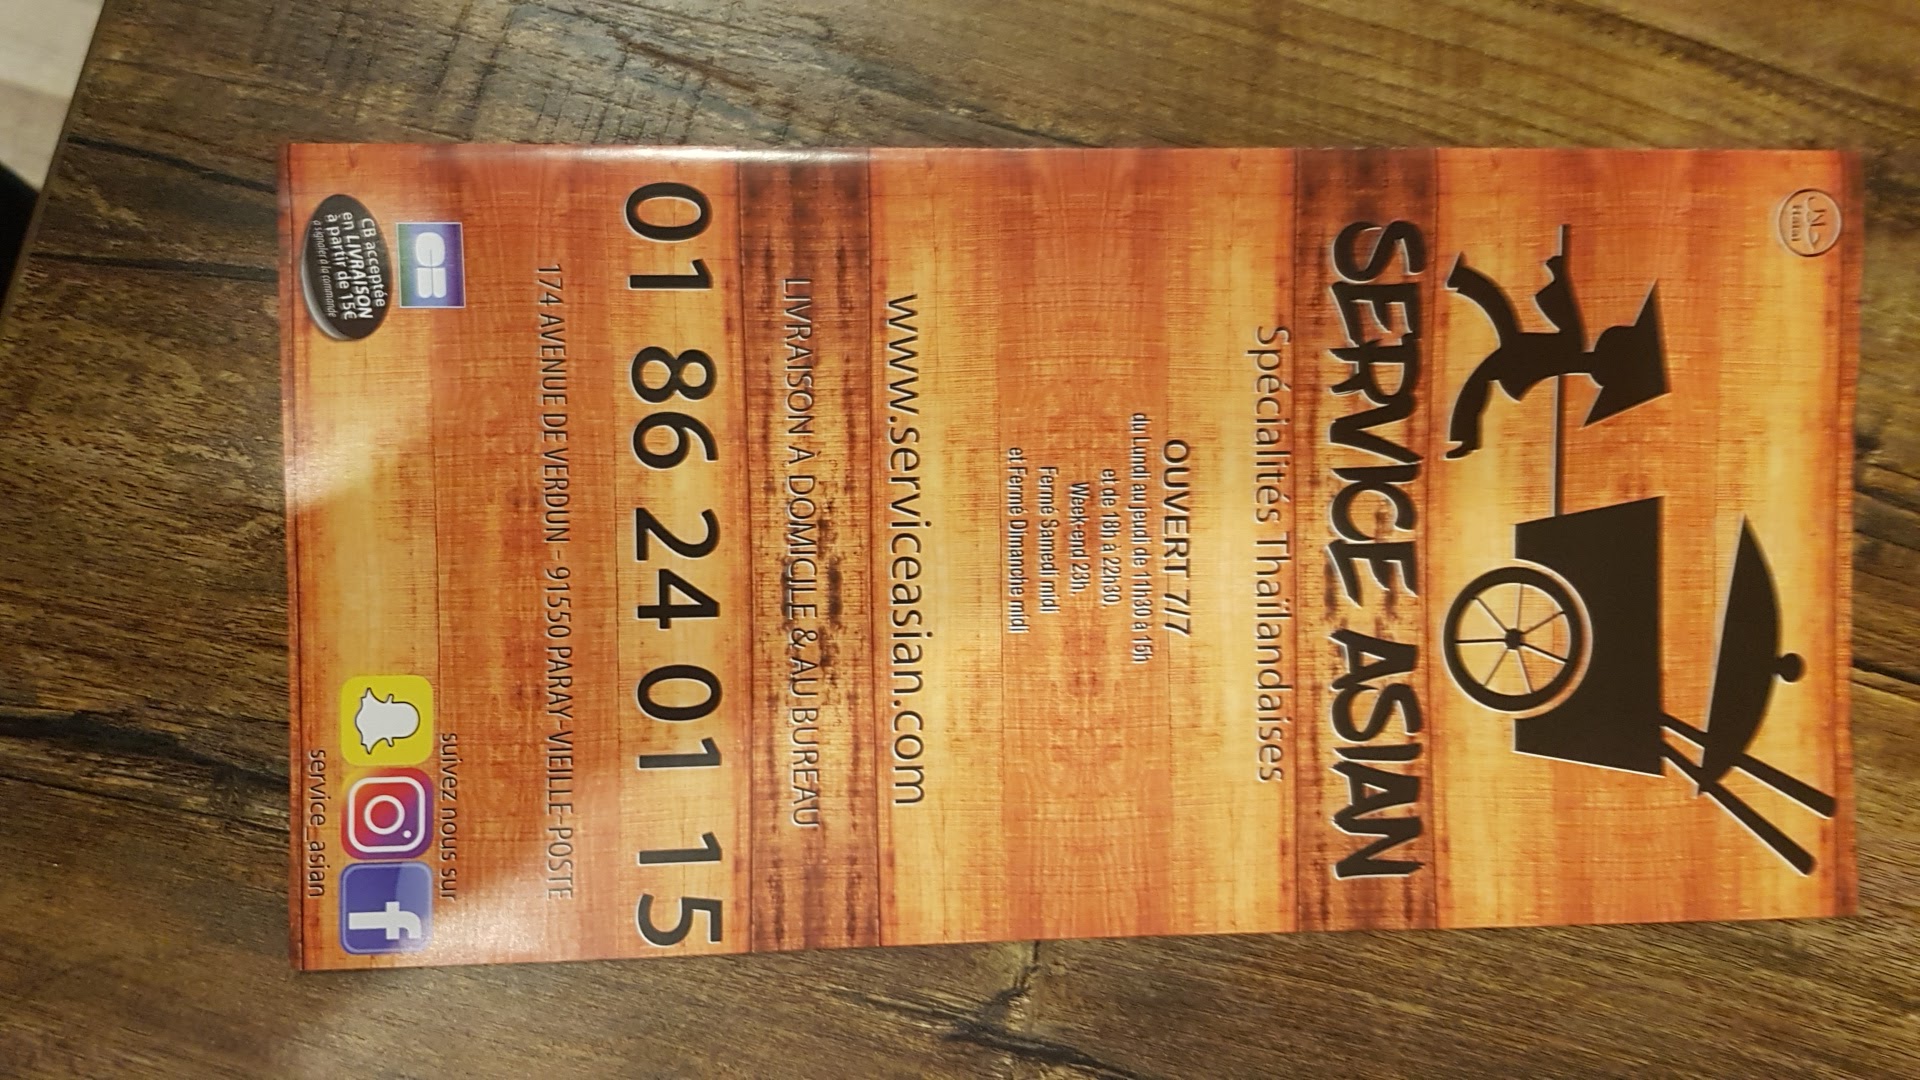 Halal
SERVICE ASIAN
Spécialités Thaïlandaises
OUVERT 7/7
du Lundi au jeudi de 11h30 à 15h
et de 18h à 22h30,
Week-end 23h,
Fermé Samedi midi
et Fermé Dimanche midi
www.serviceasian.com
LIVRAISON À DOMICILE & AU BUREAU
01 86 24 01 15
174 AVENUE DE VERDUN - 91550 PARAY-VIEILLE-POSTE
CB
CB acceptée
en LIVRAISON
à partir de 15€
à signaler à la commande
suivez nous sur
f
service_asian